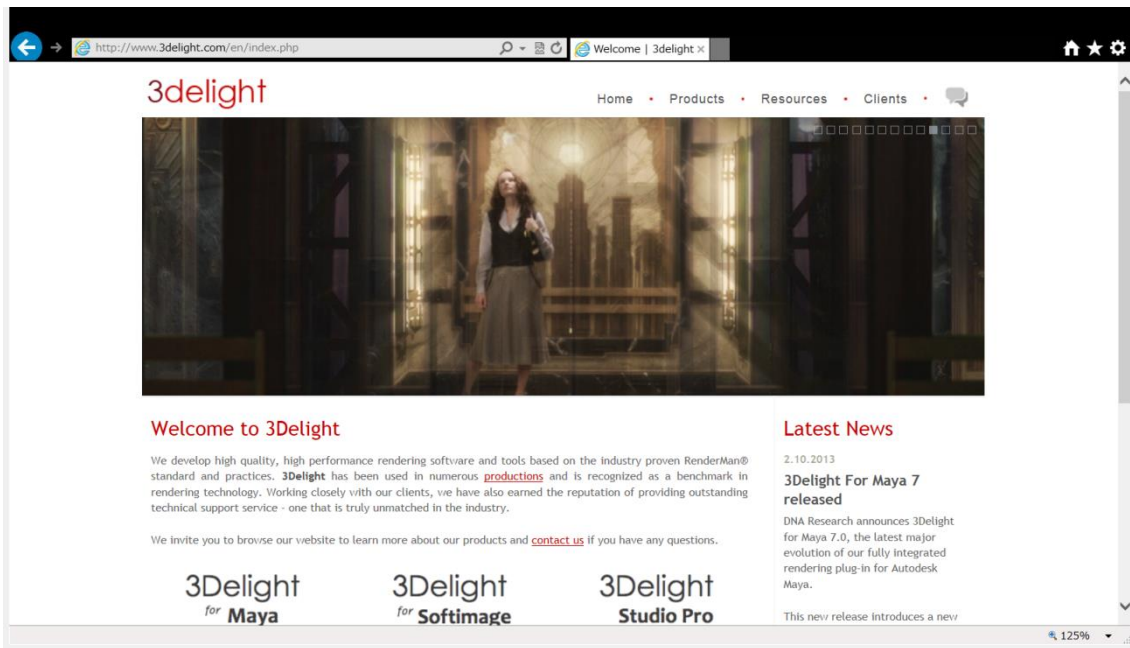 http://www.3delight.com/en/index.php
Welcome | 3delight
3delight
Home • Products • Resources • Clients •
Welcome to 3Delight
We develop high quality, high performance rendering software and tools based on the industry proven RenderMan®
standard and practices. 3Delight has been used in numerous productions and is recognized as a benchmark in
rendering technology. Working closely with our clients, we have also earned the reputation of providing outstanding
technical support service - one that is truly unmatched in the industry.
We invite you to browse our website to learn more about our products and contact us if you have any questions.
3Delight
for Maya
3Delight
for Softimage
3Delight
Studio Pro
Latest News
2.10.2013
3Delight For Maya 7
released
DNA Research announces 3Delight
for Maya 7.0, the latest major
evolution of our fully integrated
rendering plug-in for Autodesk
Maya.
This new release introduces a new
125%